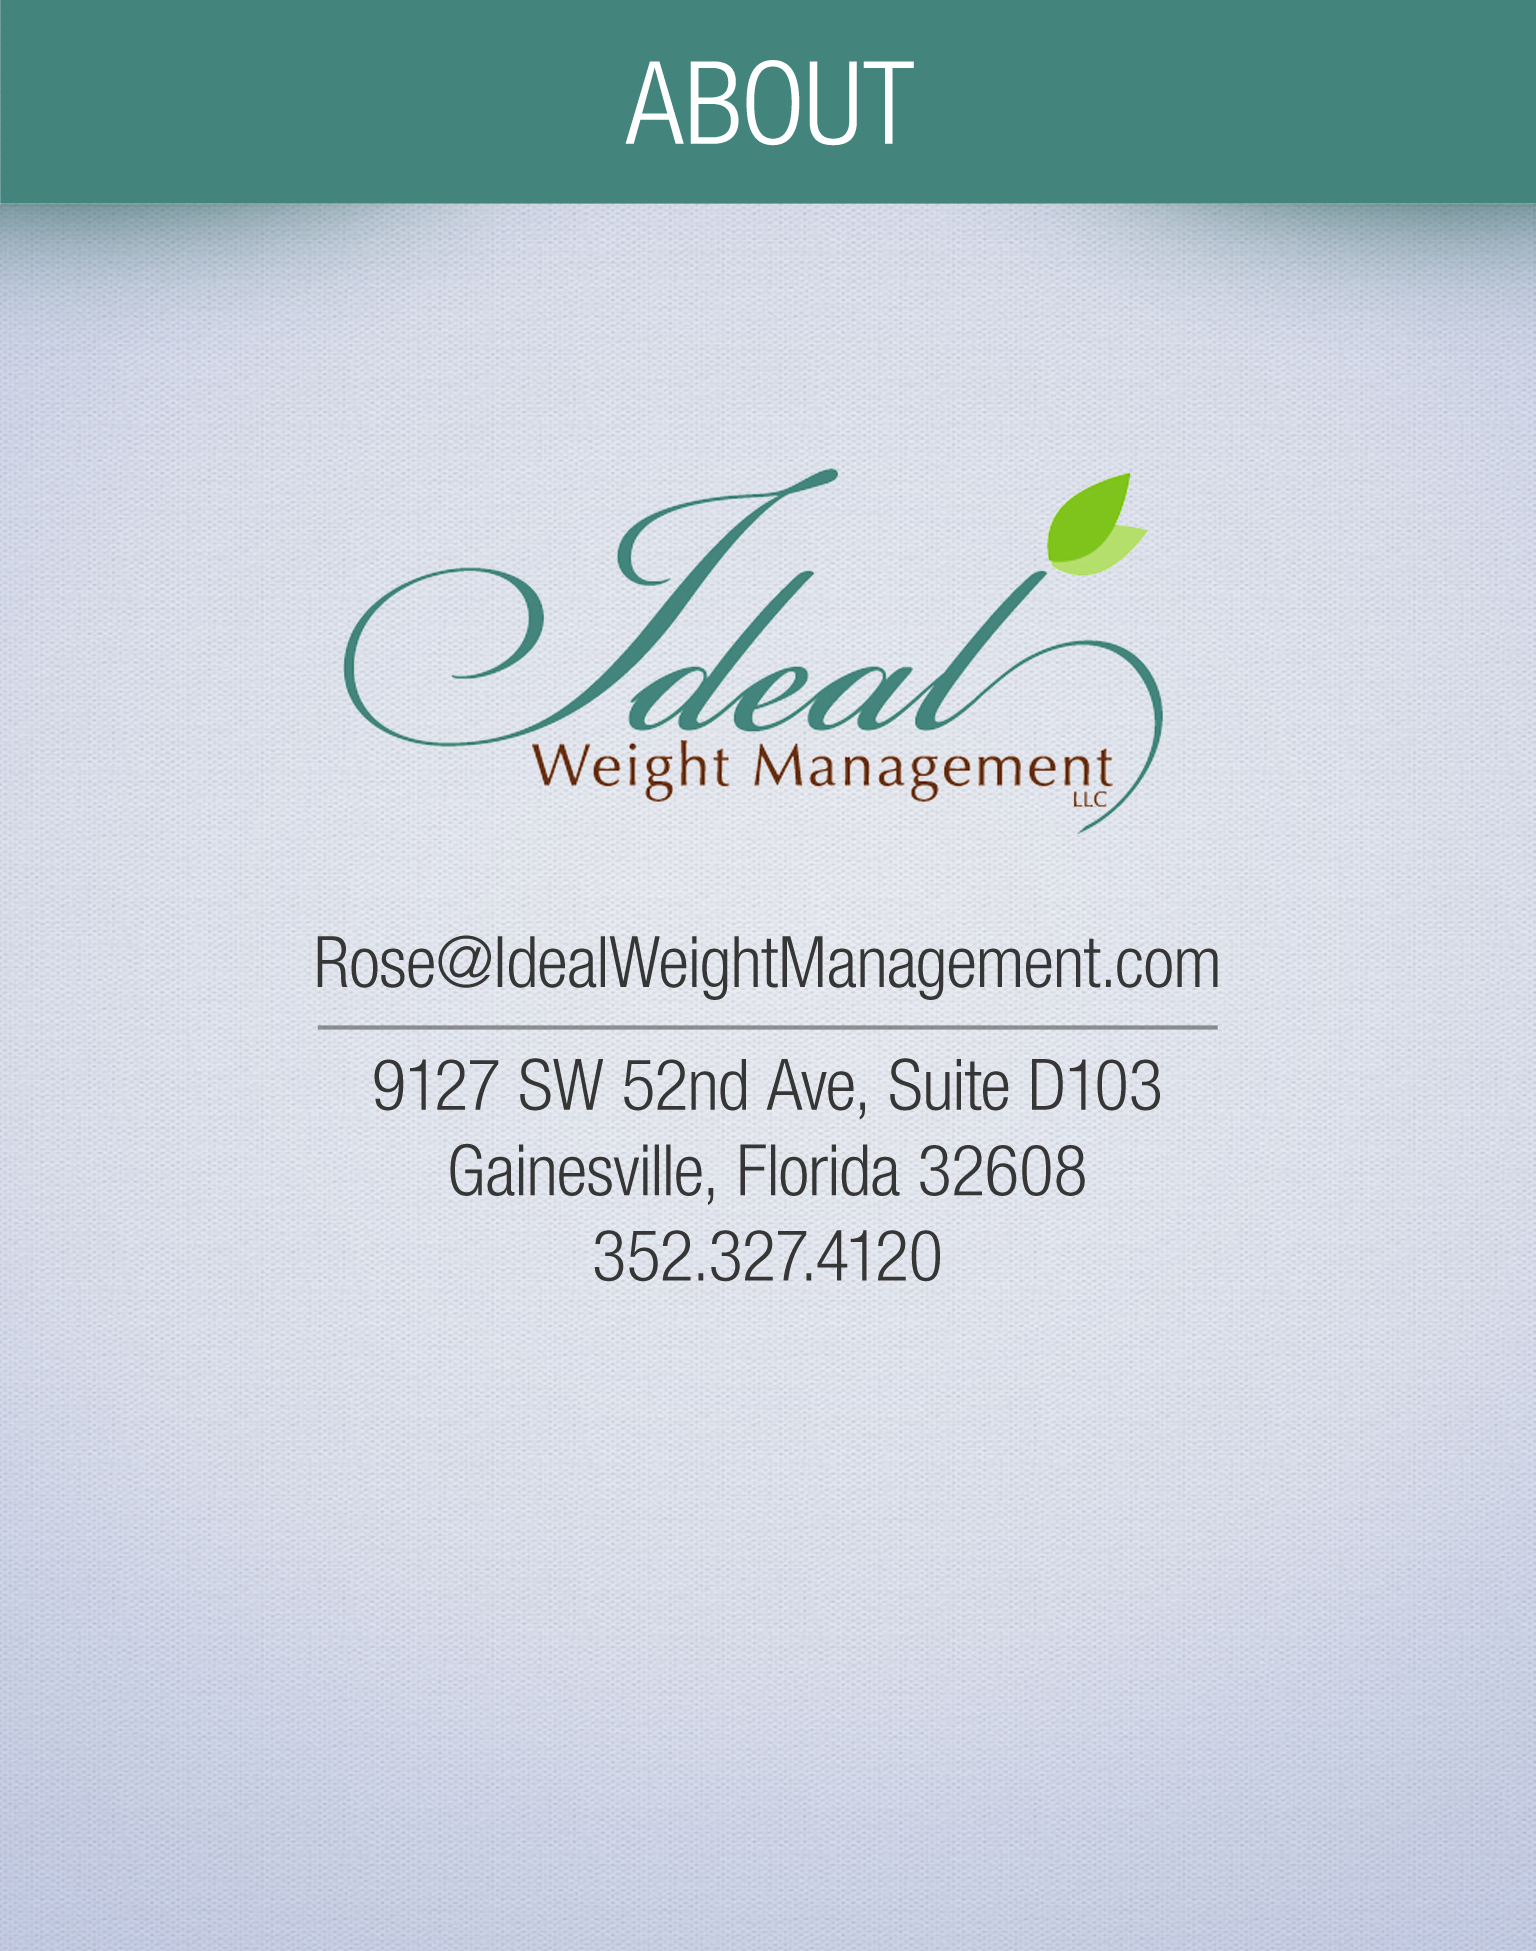 ABOUT
Ideal
Weight Management
LLC
Rose@IdealWeightManagement.com
9127 SW 52nd Ave, Suite D103
Gainesville, Florida 32608
352.327.4120